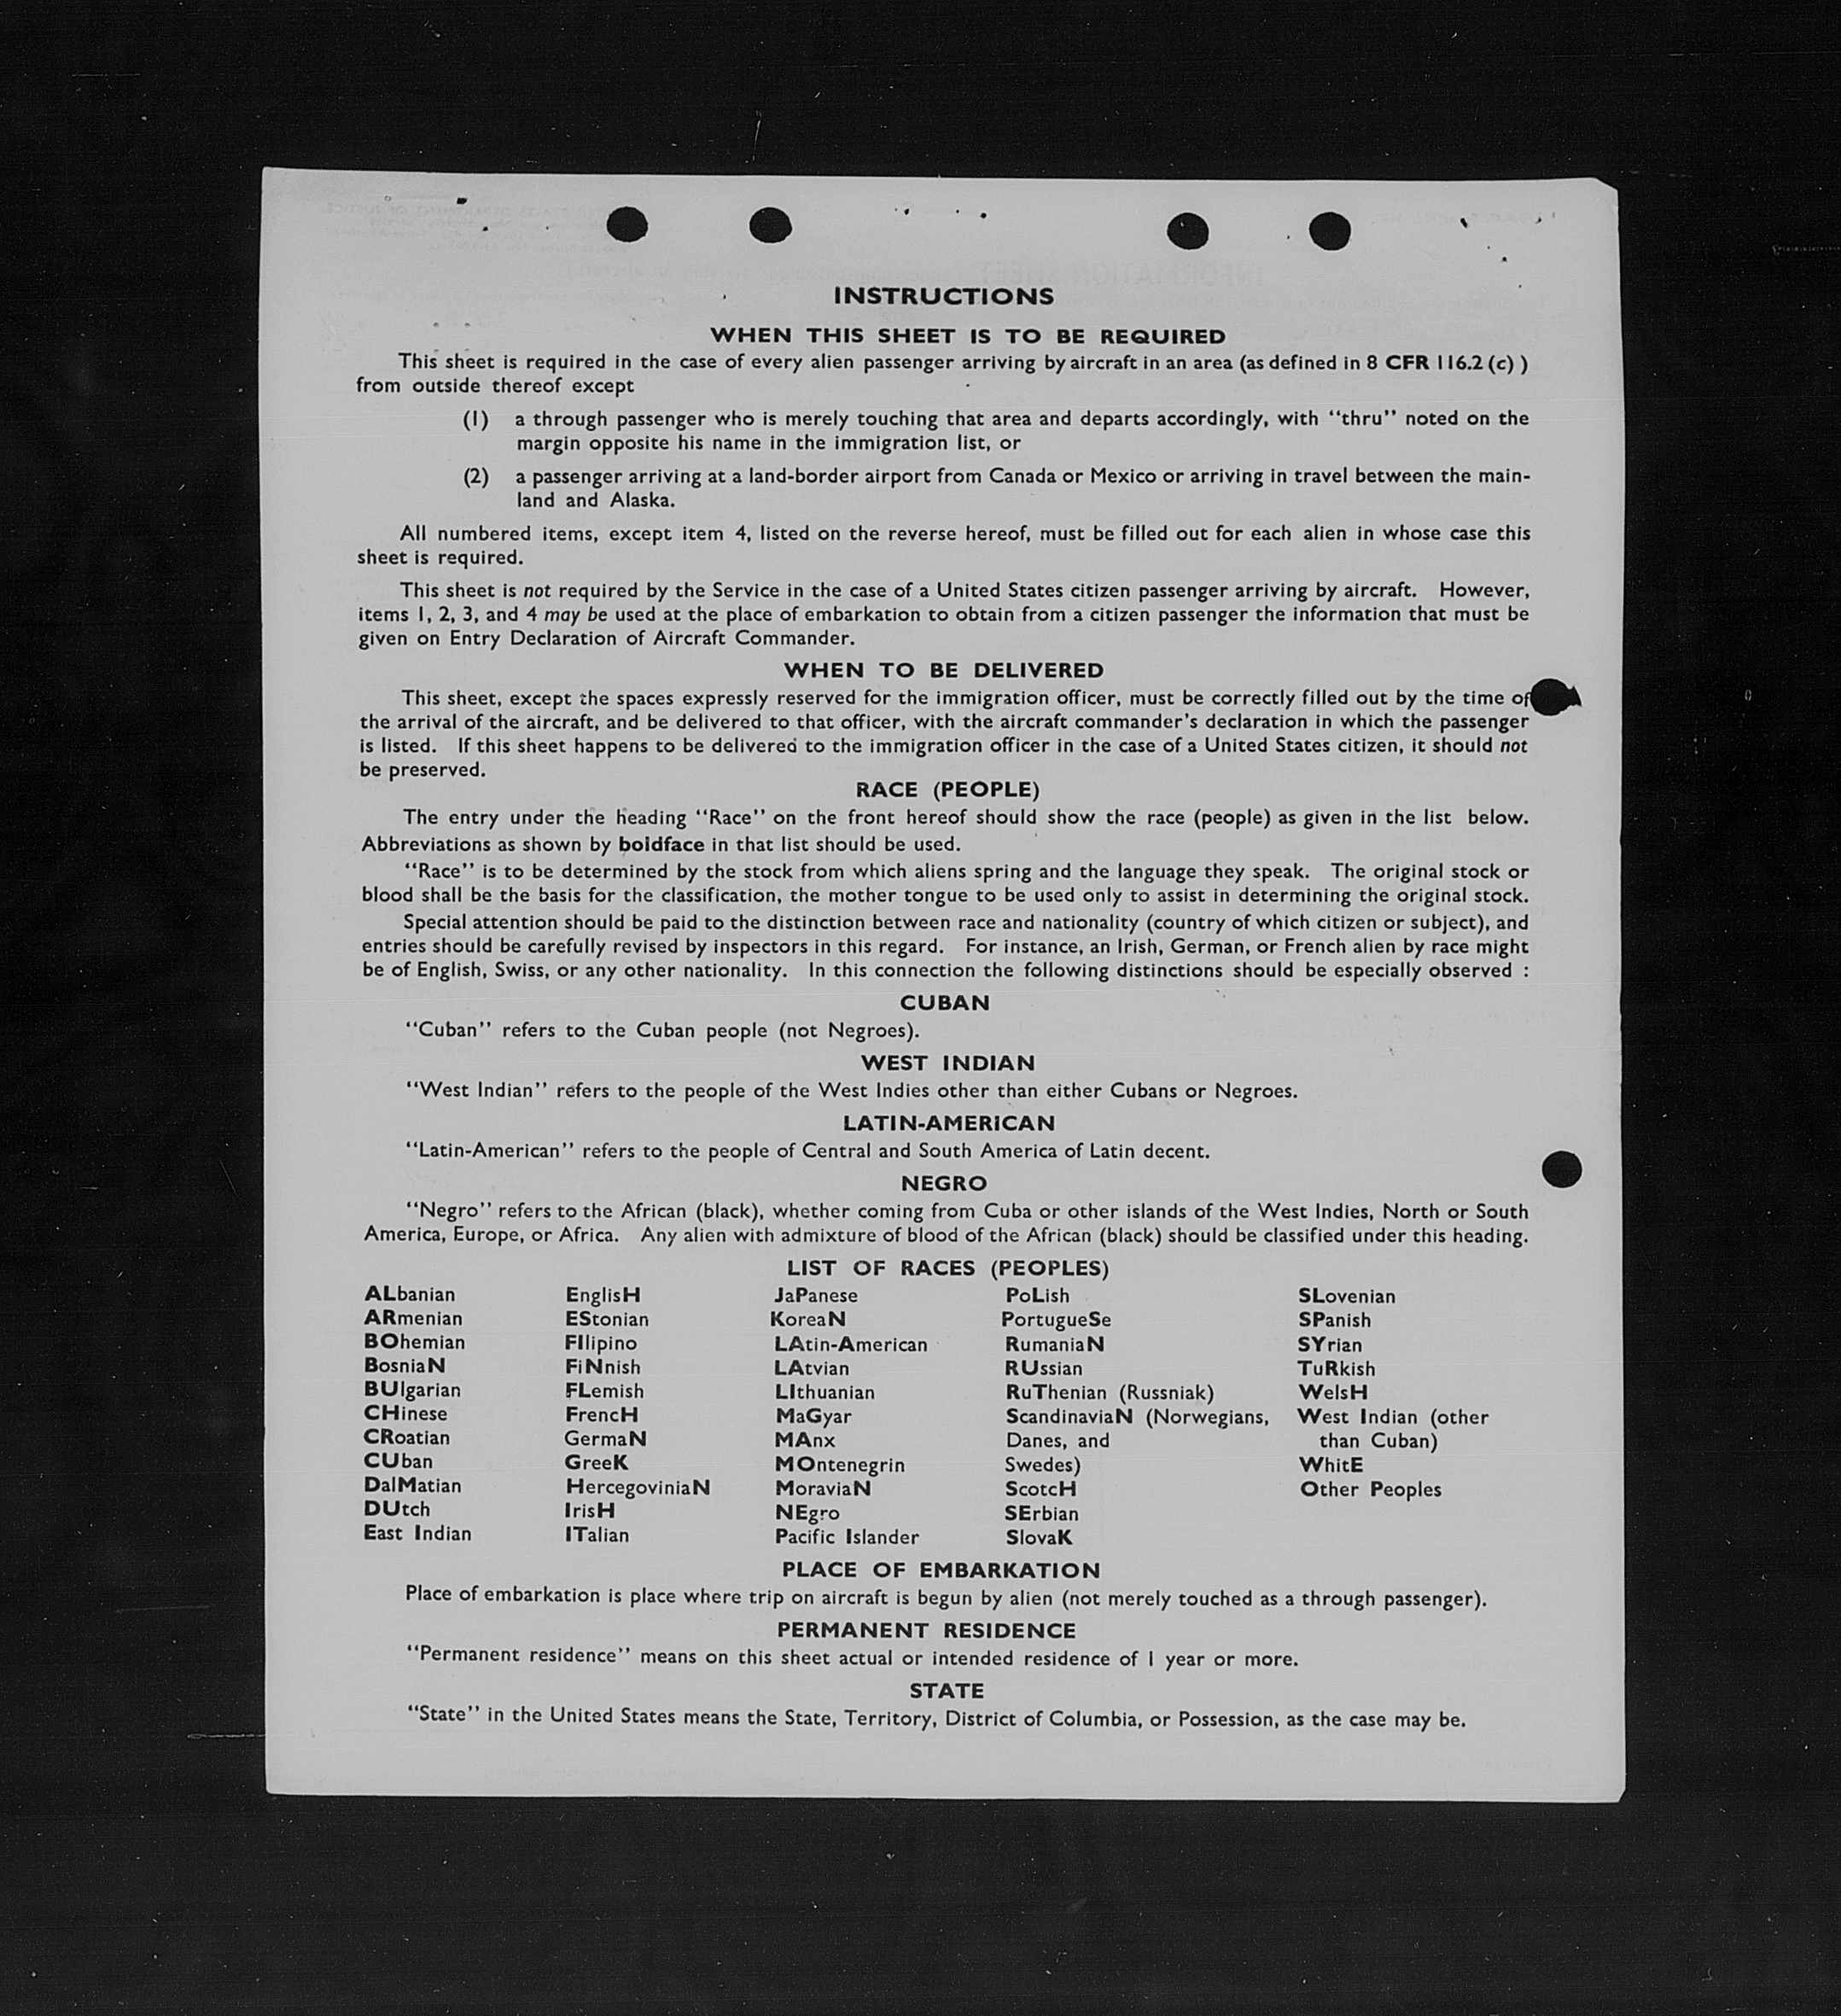 INSTRUCTIONS
WHEN THIS SHEET IS TO BE REQUIRED
This sheet is required in the case of every alien passenger arriving by aircraft in an area (as defined in 8 CFR 116.2 (c) )
from outside thereof except
(1) a through passenger who is merely touching that area and departs accordingly, with "thru" noted on the
margin opposite his name in the immigration list, or
(2) a passenger arriving at a land-border airport from Canada or Mexico or arriving in travel between the main-
land and Alaska.
All numbered items, except item 4, listed on the reverse hereof, must be filled out for each alien in whose case this
sheet is required.
This sheet is not required by the Service in the case of a United States citizen passenger arriving by aircraft. However,
items 1, 2, 3, and 4 may be used at the place of embarkation to obtain from a citizen passenger the information that must be
given on Entry Declaration of Aircraft Commander.
WHEN TO BE DELIVERED
This sheet, except the spaces expressly reserved for the immigration officer, must be correctly filled out by the time of
the arrival of the aircraft, and be delivered to that officer, with the aircraft commander's declaration in which the passenger
is listed. If this sheet happens to be delivered to the immigration officer in the case of a United States citizen, it should not
be preserved.
RACE (PEOPLE)
The entry under the heading "Race" on the front hereof should show the race (people) as given in the list below.
Abbreviations as shown by boldface in that list should be used.
"Race" is to be determined by the stock from which aliens spring and the language they speak. The original stock or
blood shall be the basis for the classification, the mother tongue to be used only to assist in determining the original stock.
Special attention should be paid to the distinction between race and nationality (country of which citizen or subject), and
entries should be carefully revised by inspectors in this regard. For instance, an Irish, German, or French alien by race might
be of English, Swiss, or any other nationality. In this connection the following distinctions should be especially observed :
CUBAN
"Cuban" refers to the Cuban people (not Negroes).
WEST INDIAN
"West Indian" refers to the people of the West Indies other than either Cubans or Negroes.
LATIN-AMERICAN
"Latin-American" refers to the people of Central and South America of Latin decent.
NEGRO
"Negro" refers to the African (black), whether coming from Cuba or other islands of the West Indies, North or South
America, Europe, or Africa. Any alien with admixture of blood of the African (black) should be classified under this heading.
LIST OF RACES (PEOPLES)
ALbanian
ARmenian
BOhemian
BosniaN
BUlgarian
CHinese
CRoatian
CUban
DalMatian
DUtch
East Indian
EnglisH
EStonian
FIlipino
FiNnish
FLemish
FrencH
GermaN
GreeK
HercegoviniaN
IrisH
ITalian
JaPanese
KoreaN
LAtin-American
LAtvian
LIthuanian
MaGyar
MAnx
MOntenegrin
MoraviaN
NEgro
Pacific Islander
PoLish
PortugueSe
RumaniaN
RUssian
RuThenian (Russniak)
ScandinaviaN (Norwegians,
Danes, and
Swedes)
ScotcH
SErbian
SlovaK
SLovenian
SPanish
SYrian
TuRkish
WelsH
West Indian (other
than Cuban)
WhitE
Other Peoples
PLACE OF EMBARKATION
Place of embarkation is place where trip on aircraft is begun by alien (not merely touched as a through passenger).
PERMANENT RESIDENCE
"Permanent residence" means on this sheet actual or intended residence of 1 year or more.
STATE
"State" in the United States means the State, Territory, District of Columbia, or Possession, as the case may be.